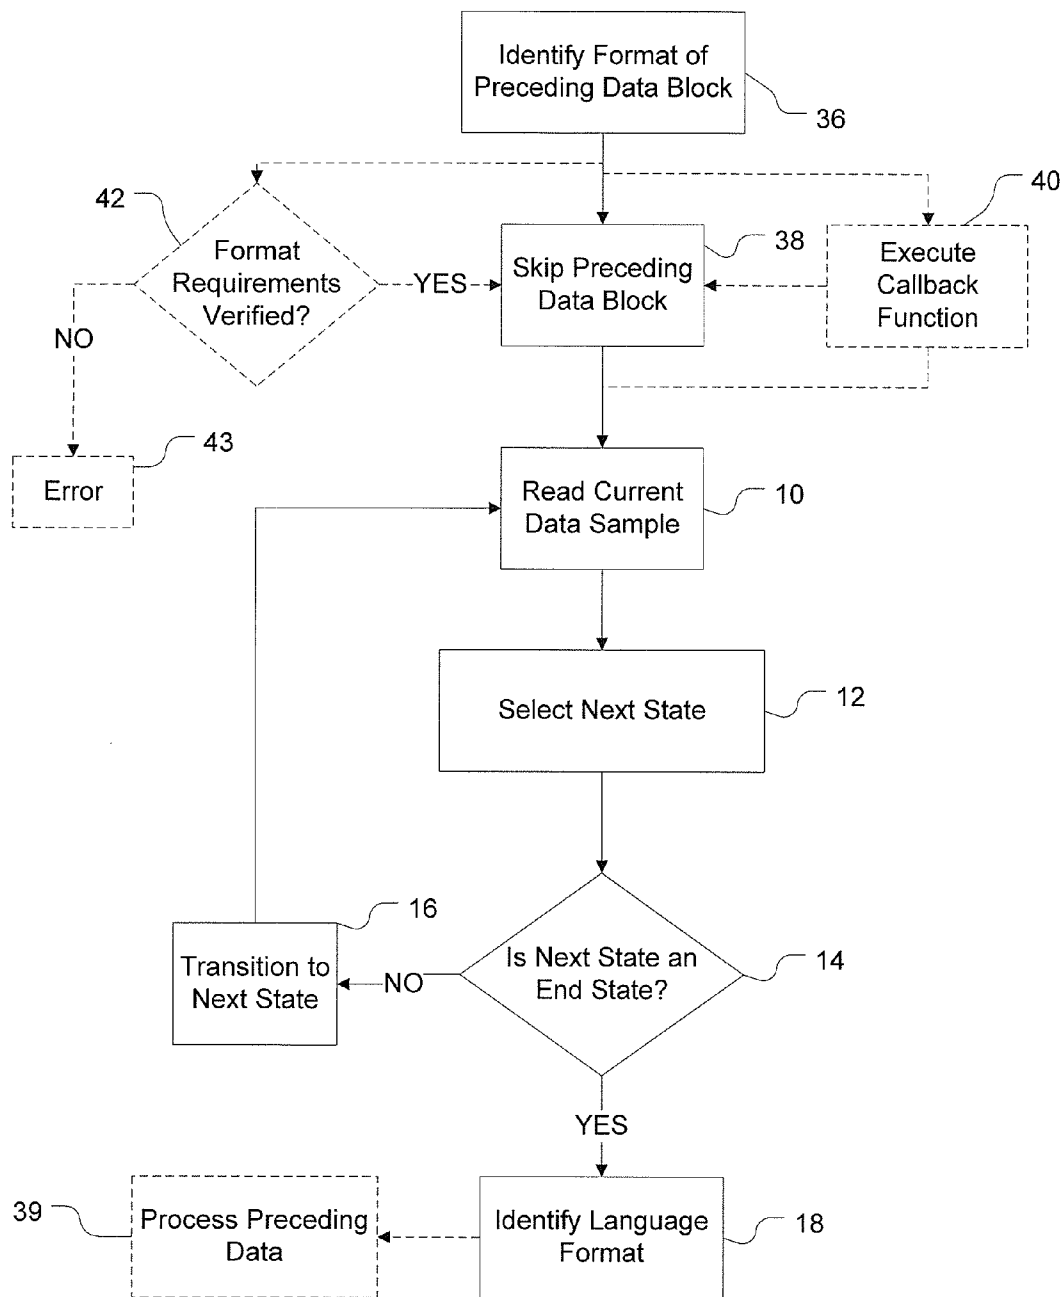 Identify Format of
Preceding Data Block
36
42
40
Format
Requirements
Verified?
YES
38
Skip Preceding
Data Block
Execute
Callback
Function
NO
43
Error
Read Current
Data Sample
10
Select Next State
12
16
Transition to
Next State
NO
Is Next State an
End State?
14
YES
39
Process Preceding
Data
Identify Language
Format
18